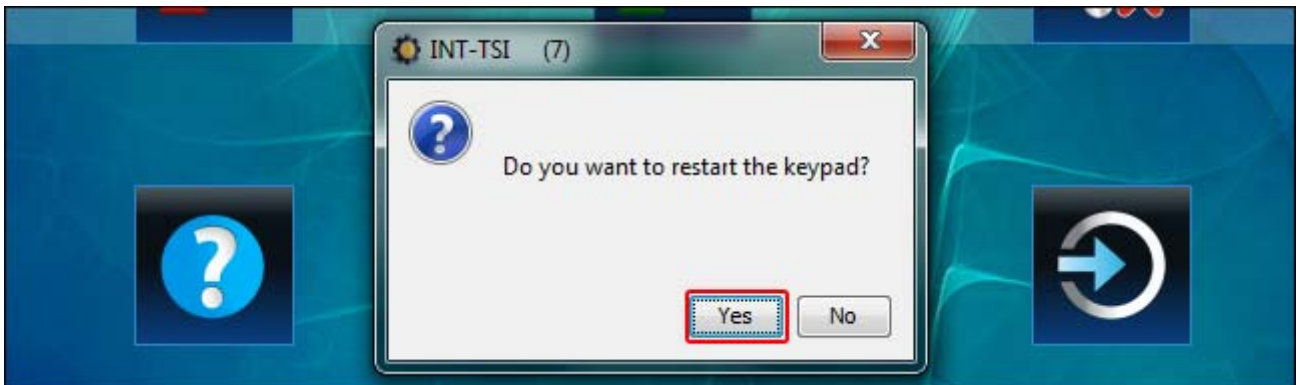 INT-TSI (7)
Do you want to restart the keypad?
Yes No